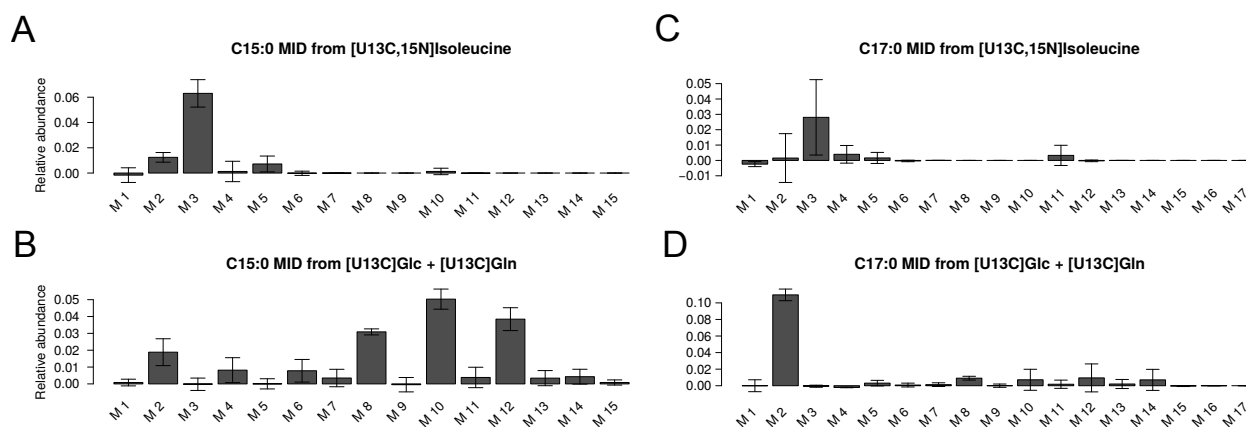 A
C15:0 MID from [U13C,15N]Isoleucine
Relative abundance
0.06
0.04
0.02
0.00
M 1
M 2
M 3
M 4
M 5
M 6
M 7
M 8
M 9
M 10
M 11
M 12
M 13
M 14
M 15
B
C15:0 MID from [U13C]Glc + [U13C]Gln
Relative abundance
0.05
0.04
0.03
0.02
0.01
0.00
M 1
M 2
M 3
M 4
M 5
M 6
M 7
M 8
M 9
M 10
M 11
M 12
M 13
M 14
M 15
C
C17:0 MID from [U13C,15N]Isoleucine
0.05
0.04
0.03
0.02
0.01
0.00
−0.01
M 1
M 2
M 3
M 4
M 5
M 6
M 7
M 8
M 9
M 10
M 11
M 12
M 13
M 14
M 15
M 16
M 17
D
C17:0 MID from [U13C]Glc + [U13C]Gln
0.10
0.08
0.06
0.04
0.02
0.00
M 1
M 2
M 3
M 4
M 5
M 6
M 7
M 8
M 9
M 10
M 11
M 12
M 13
M 14
M 15
M 16
M 17